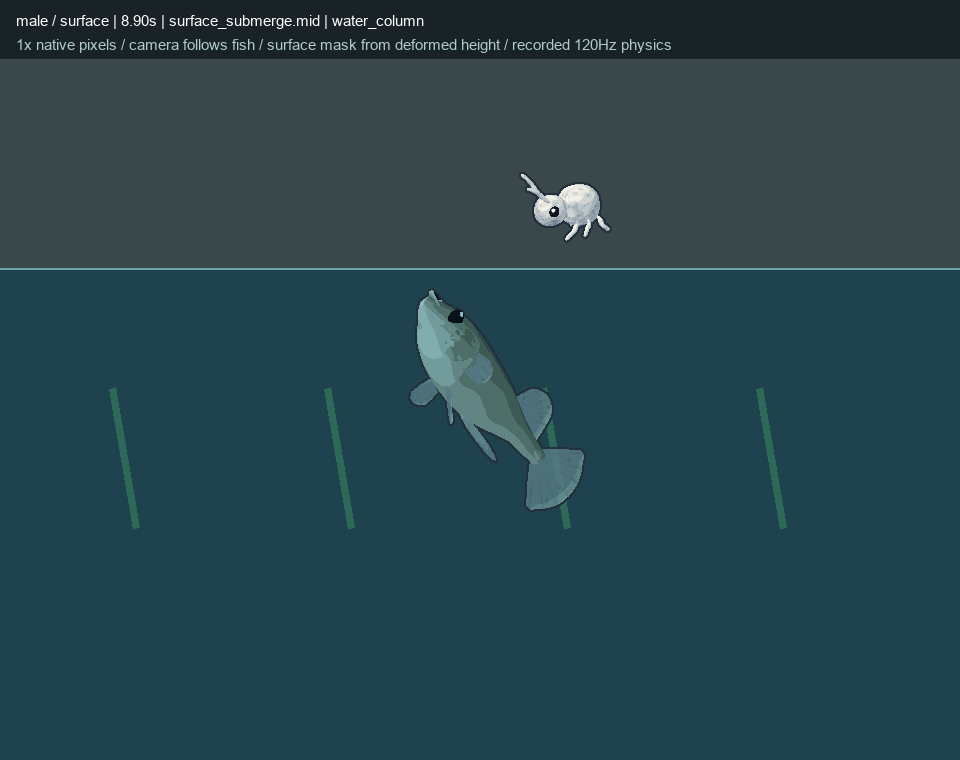 male / surface | 8.90s | surface_submerge.mid | water_column
1x native pixels / camera follows fish / surface mask from deformed height / recorded 120Hz physics